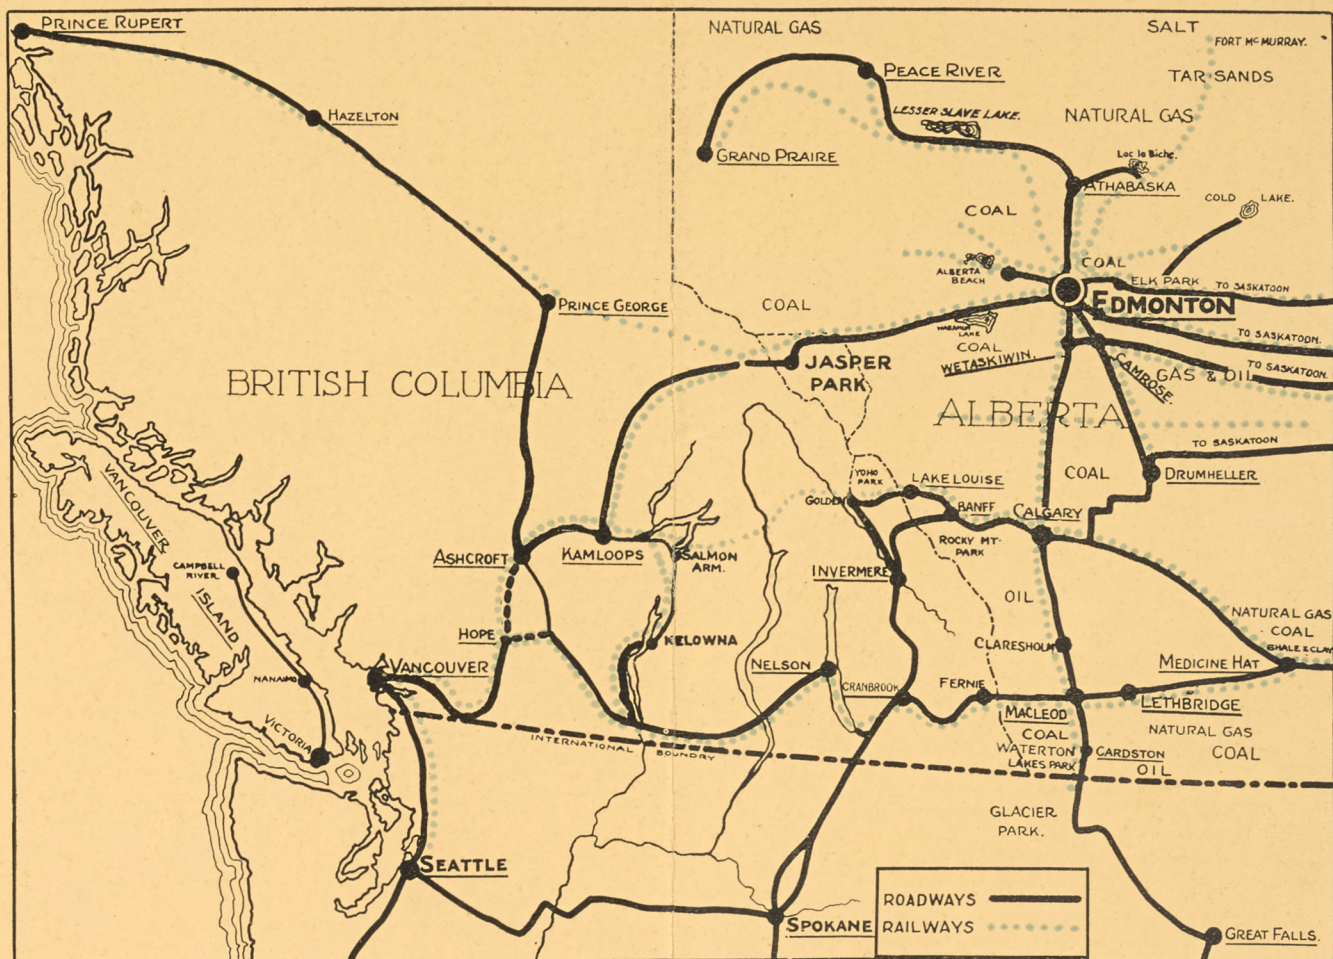 PRINCE RUPERT
NATURAL GAS
SALT
FORT McMURRAY.
PEACE RIVER
TAR SANDS
HAZELTON
LESSER SLAVE LAKE.
NATURAL GAS
GRAND PRAIRE
Lac la Biche.
ATHABASKA
COLD LAKE.
COAL
COAL
ALBERTA
BEACH
ELK PARK
TO SASKATOON
PRINCE GEORGE
COAL
EDMONTON
WABAMUN
LAKE
COAL
TO SASKATOON.
WETASKIWIN.
JASPER
PARK
CAMROSE.
GAS & OIL
TO SASKATOON.
BRITISH COLUMBIA
ALBERTA
TO SASKATOON
VANCOUVER
ISLAND
YOHO
PARK
LAKE LOUISE
COAL
DRUMHELLER
GOLDEN
BANFF
CALGARY
ASHCROFT
KAMLOOPS
SALMON
ARM.
ROCKY MT.
PARK
CAMPBELL
RIVER
INVERMERE
OIL
NATURAL GAS
COAL
SHALE & CLAY
HOPE
KELOWNA
CLARESHOLM
VANCOUVER
NELSON
MEDICINE HAT
NANAIMO
CRANBROOK
FERNIE
MACLEOD
LETHBRIDGE
VICTORIA
COAL
NATURAL GAS
INTERNATIONAL BOUNDRY
WATERTON
LAKES PARK
CARDSTON
COAL
OIL
GLACIER
PARK.
SEATTLE
ROADWAYS
SPOKANE
RAILWAYS
GREAT FALLS.